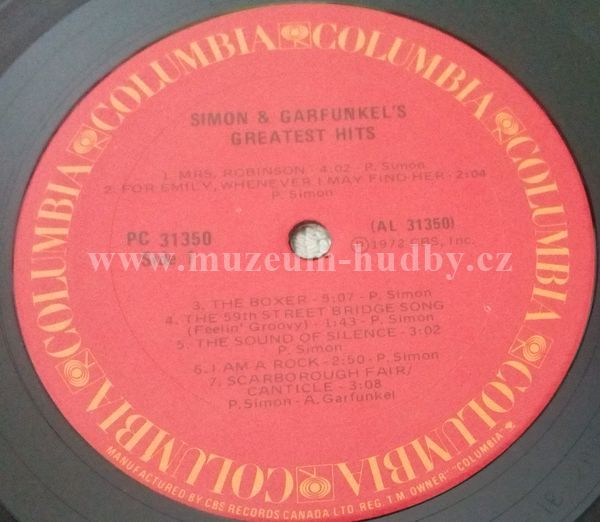 COLUMBIA COLUMBIA COLUMBIA COLUMBIA COLUMBIA COLUMBIA
SIMON & GARFUNKEL'S
GREATEST HITS
1. MRS. ROBINSON - 4:02 - P. Simon
2. FOR EMILY, WHENEVER I MAY FIND HER - 2:04
P. Simon
PC 31350
(AL 31350)
Side 1
Ⓟ 1972 CBS, Inc.
www.muzeum-hudby.cz
3. THE BOXER - 5:07 - P. Simon
4. THE 59th STREET BRIDGE SONG
(Feelin' Groovy) - 1:43 - P. Simon
5. THE SOUND OF SILENCE - 3:02
P. Simon
6. I AM A ROCK - 2:50 - P. Simon
7. SCARBOROUGH FAIR/
CANTICLE - 3:08
P. Simon - A. Garfunkel
MANUFACTURED BY CBS RECORDS CANADA LTD. REG. T.M. OWNER "COLUMBIA"